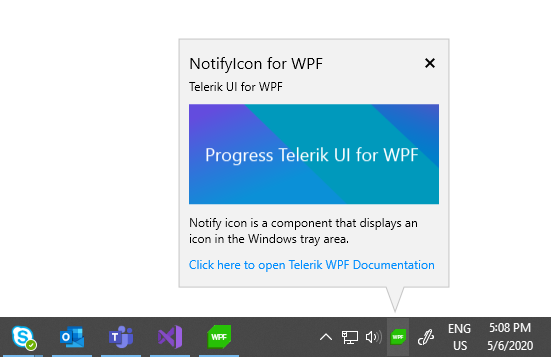 NotifyIcon for WPF
Telerik UI for WPF
Progress Telerik UI for WPF
Notify icon is a component that displays an
icon in the Windows tray area.
Click here to open Telerik WPF Documentation
WPF
WPF
ENG
US
5:08 PM
5/6/2020